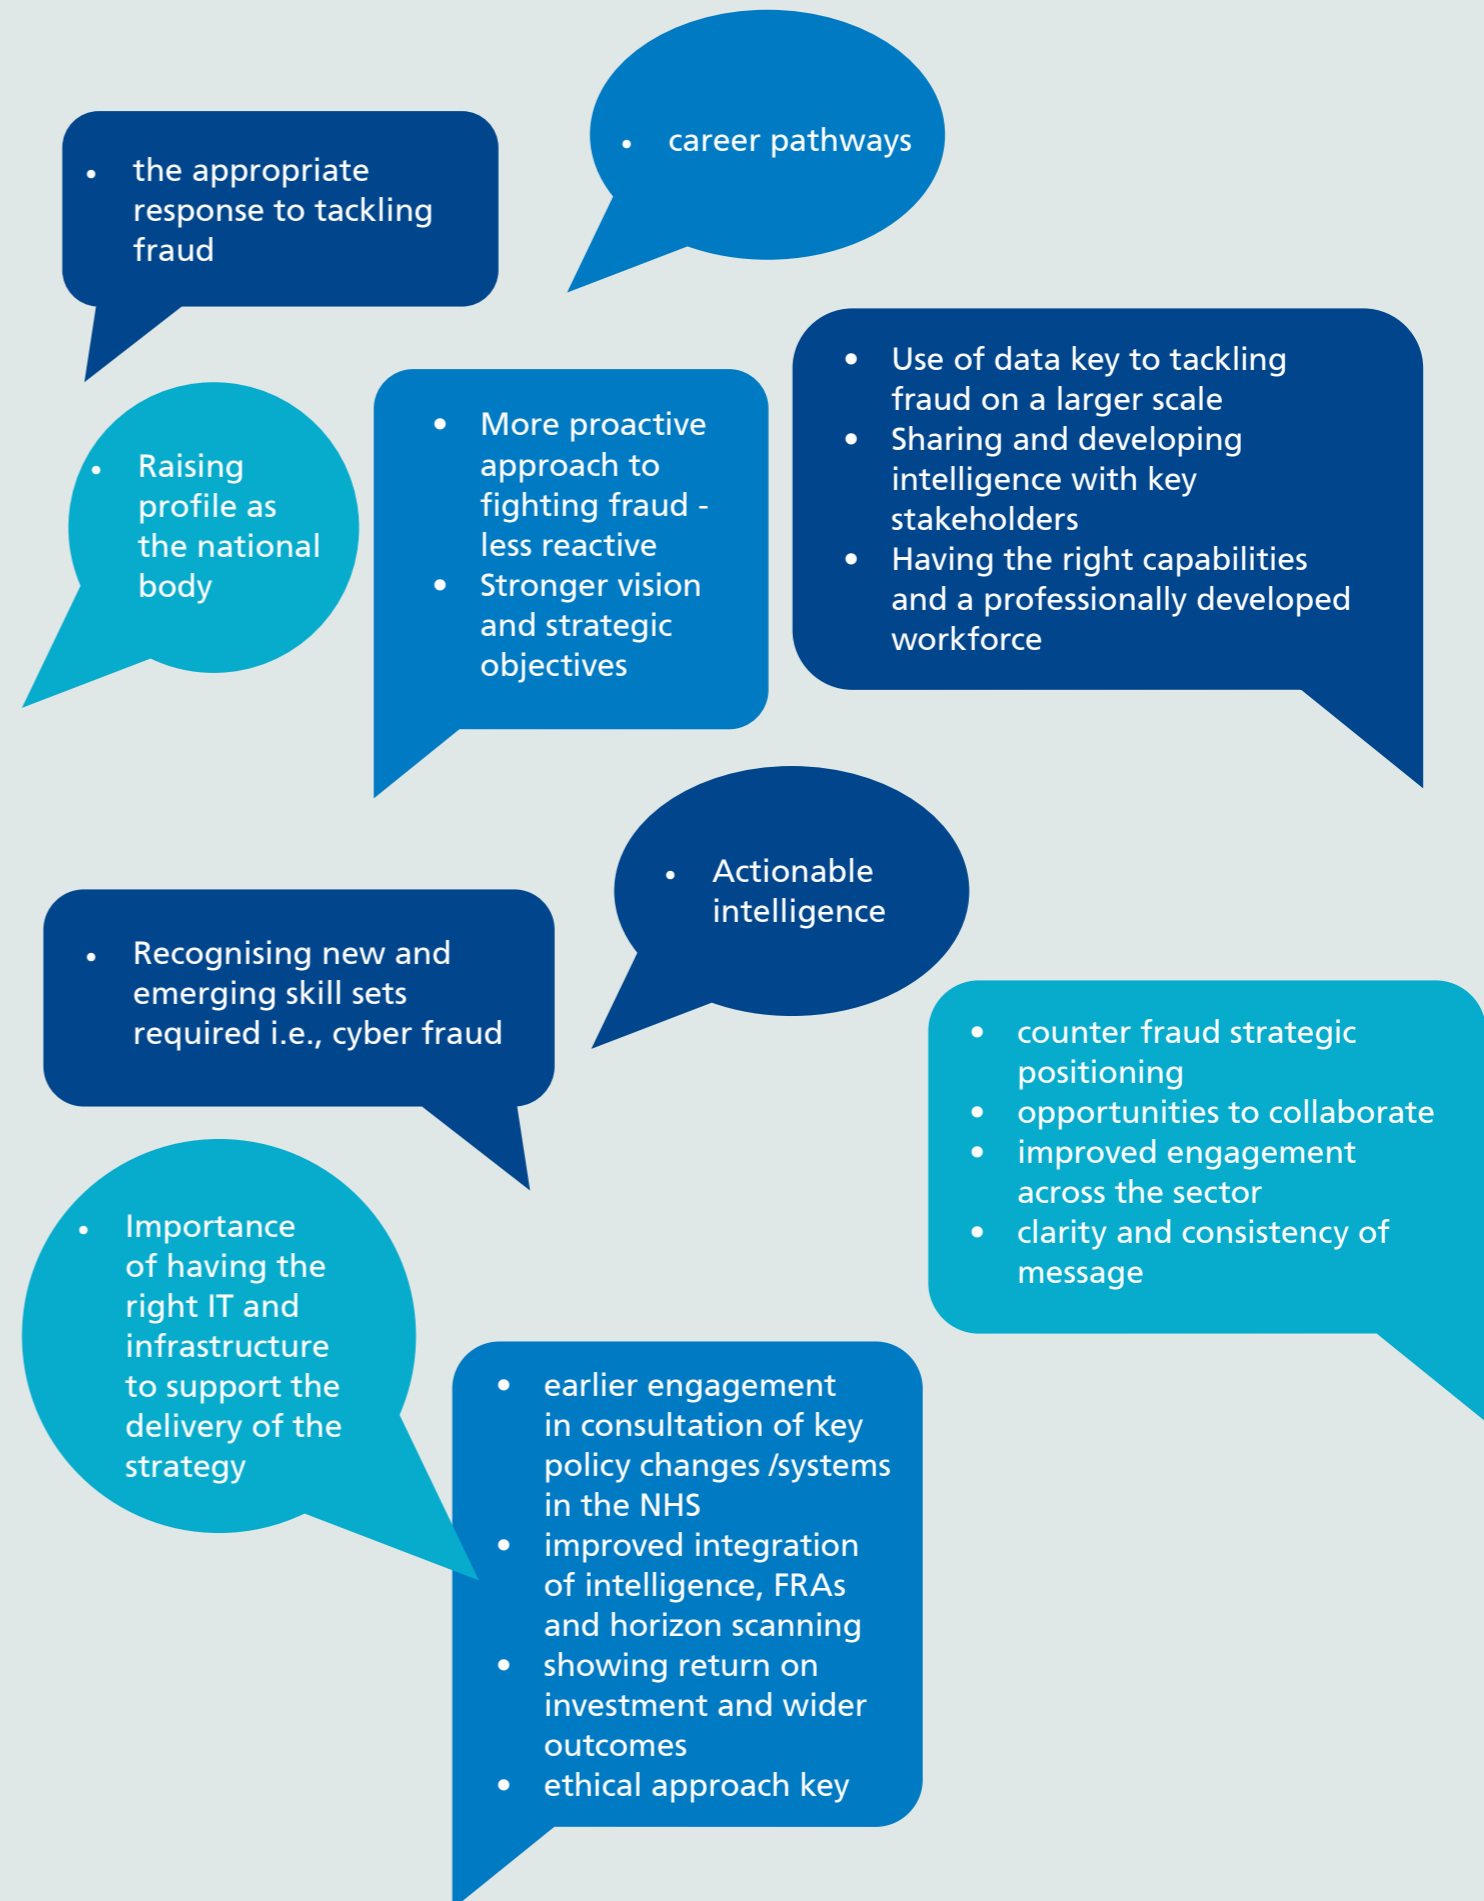 • career pathways
• the appropriate
response to tackling
fraud
• Raising
profile as
the national
body
• More proactive
approach to
fighting fraud -
less reactive
• Stronger vision
and strategic
objectives
• Use of data key to tackling
fraud on a larger scale
• Sharing and developing
intelligence with key
stakeholders
• Having the right capabilities
and a professionally developed
workforce
• Actionable
intelligence
• Recognising new and
emerging skill sets
required i.e., cyber fraud
• counter fraud strategic
positioning
• opportunities to collaborate
• improved engagement
across the sector
• clarity and consistency of
message
• Importance
of having the
right IT and
infrastructure
to support the
delivery of the
strategy
• earlier engagement
in consultation of key
policy changes /systems
in the NHS
• improved integration
of intelligence, FRAs
and horizon scanning
• showing return on
investment and wider
outcomes
• ethical approach key